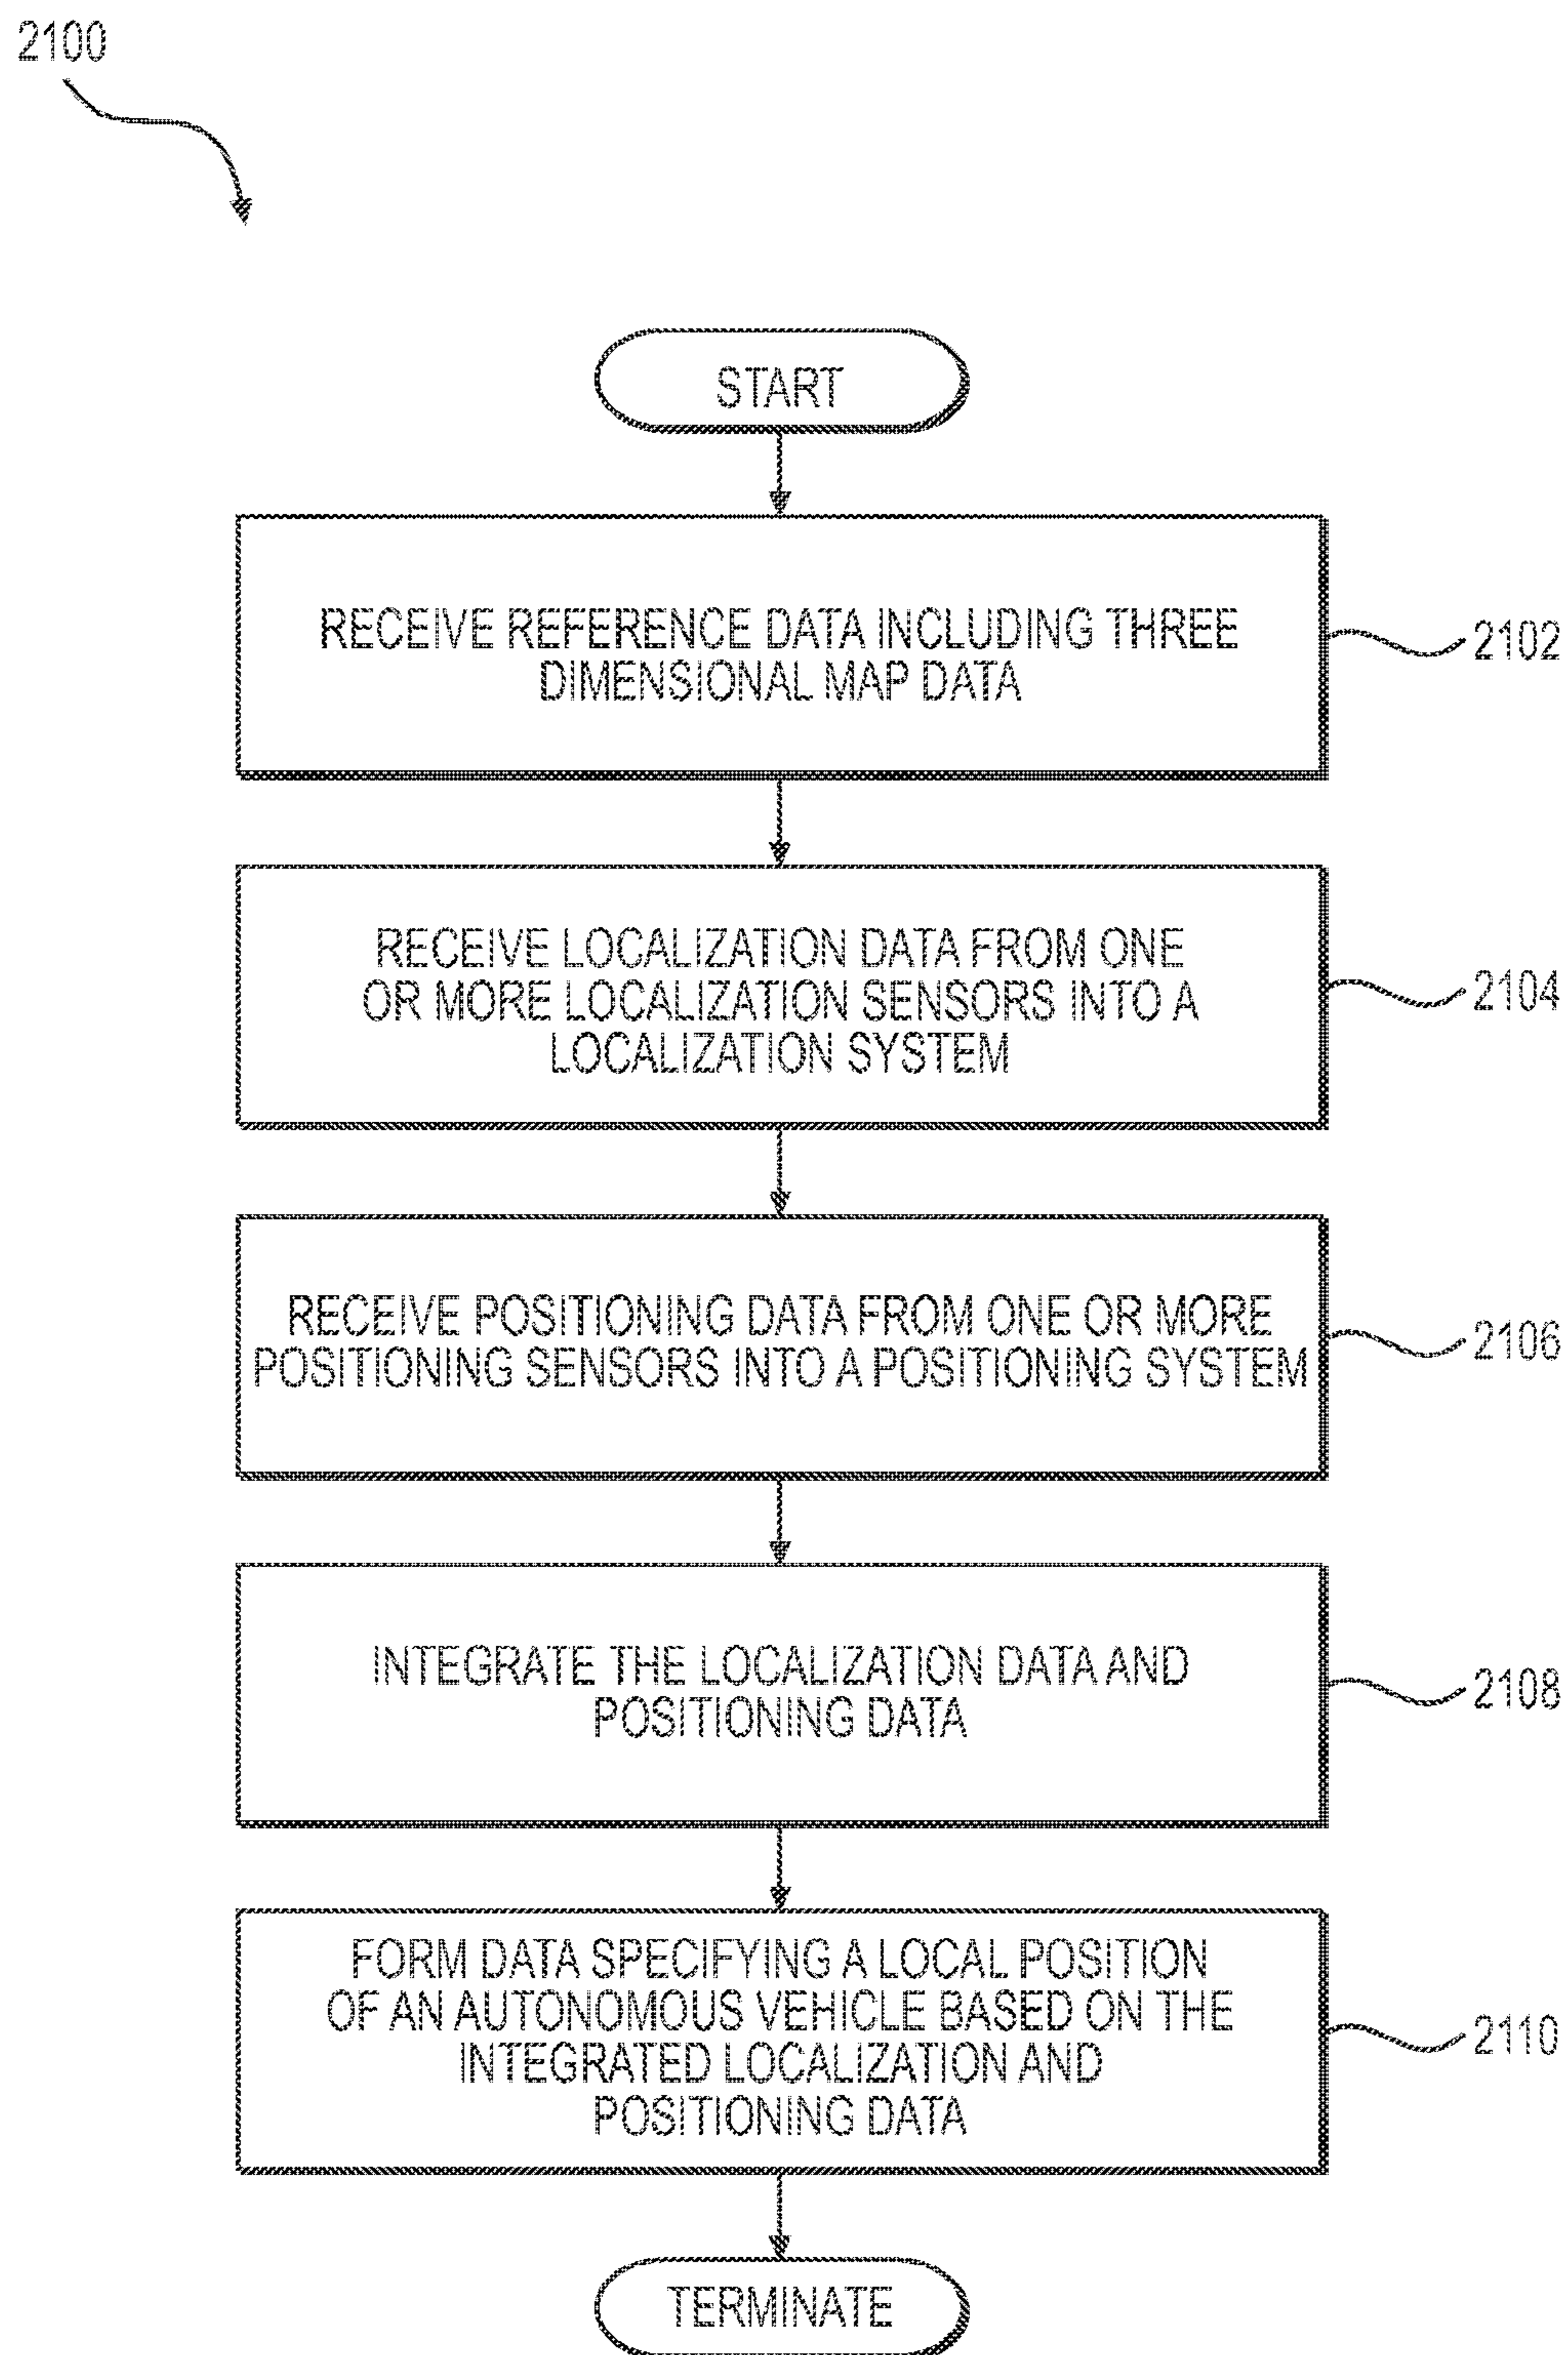 2100
START
RECEIVE REFERENCE DATA INCLUDING THREE
DIMENSIONAL MAP DATA
2102
RECEIVE LOCALIZATION DATA FROM ONE
OR MORE LOCALIZATION SENSORS INTO A
LOCALIZATION SYSTEM
2104
RECEIVE POSITIONING DATA FROM ONE OR MORE
POSITIONING SENSORS INTO A POSITIONING SYSTEM
2106
INTEGRATE THE LOCALIZATION DATA AND
POSITIONING DATA
2108
FORM DATA SPECIFYING A LOCAL POSITION
OF AN AUTONOMOUS VEHICLE BASED ON THE
INTEGRATED LOCALIZATION AND
POSITIONING DATA
2110
TERMINATE